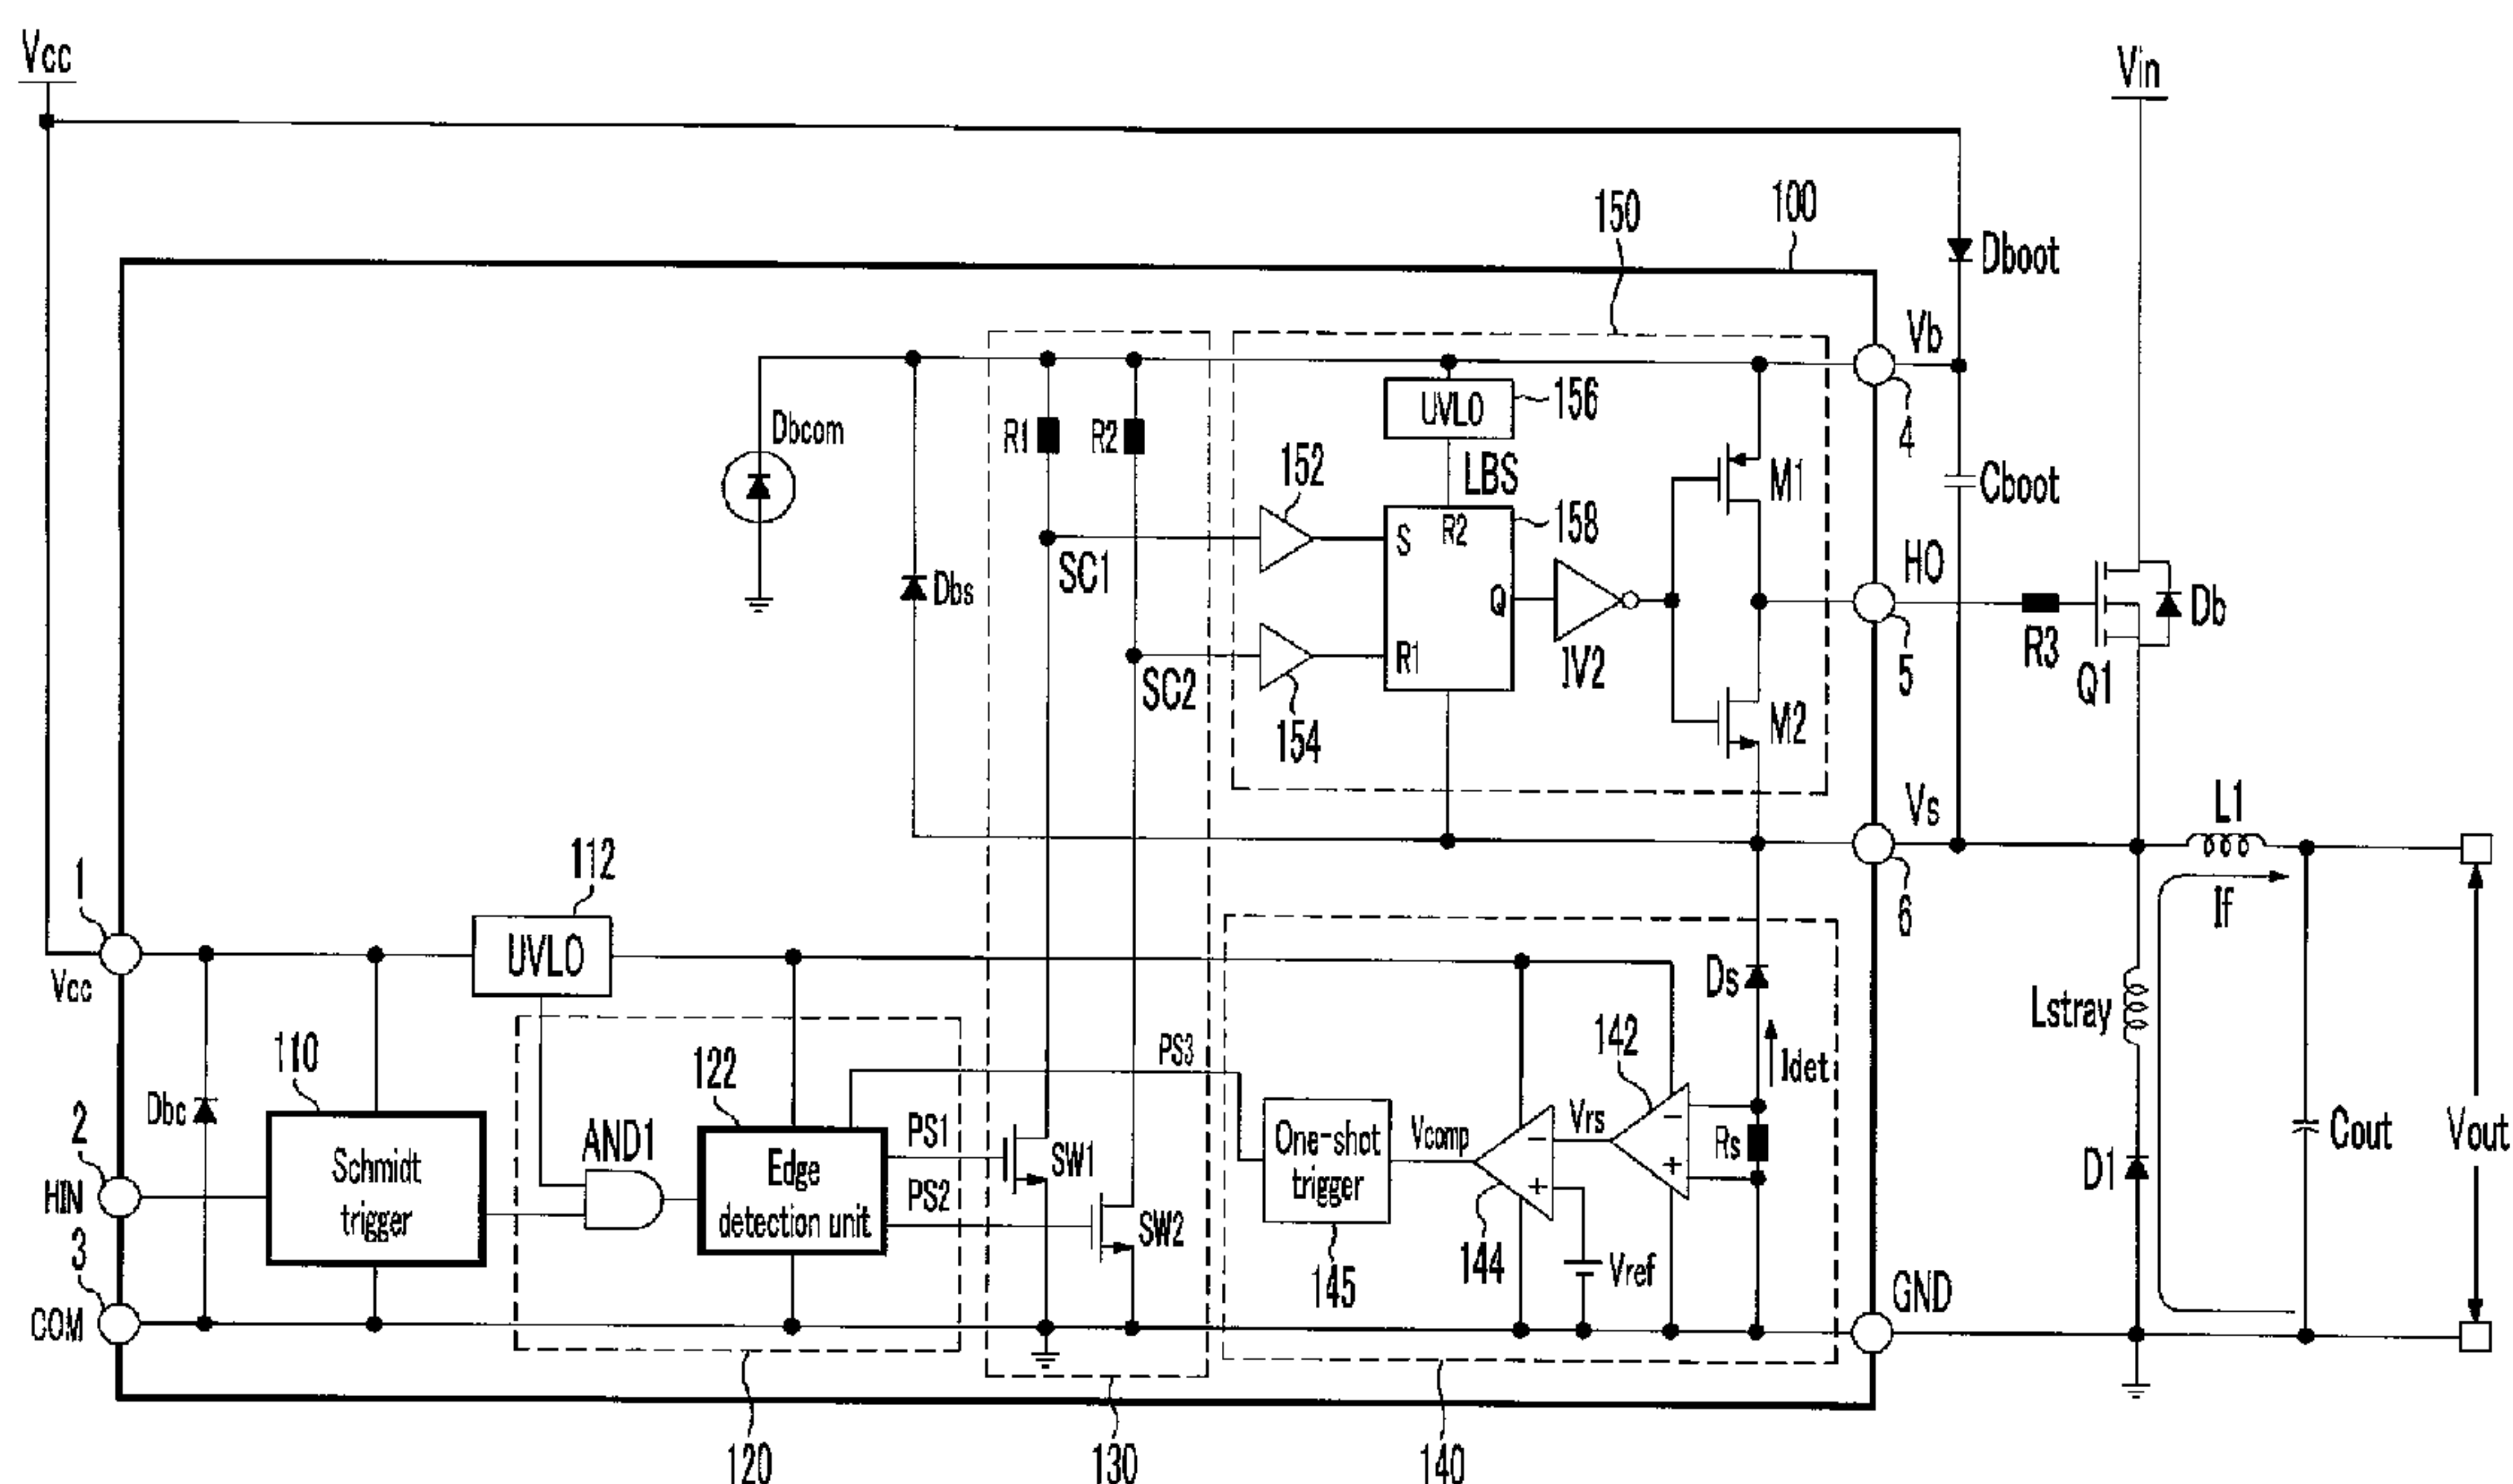 Vcc
Vin
150
100
Dboot
Vb
4
UVLO
156
Dbcom
R1
R2
152
LBS
M1
Cboot
158
S
R2
SC1
HO
Dbs
Q
Db
R1
IV2
5
R3
Q1
SC2
M2
154
Vs
L1
112
1
6
If
UVLO
Vcc
Ds
Lstray
142
110
PS3
Idet
122
Dbc
2
AND1
PS1
Vcomp
Vrs
−
−
Rs
Cout
Vout
Schmidt
trigger
Edge
detection unit
SW1
One-shot
trigger
+
+
D1
HIN
PS2
SW2
3
144
Vref
145
GND
COM
120
130
140